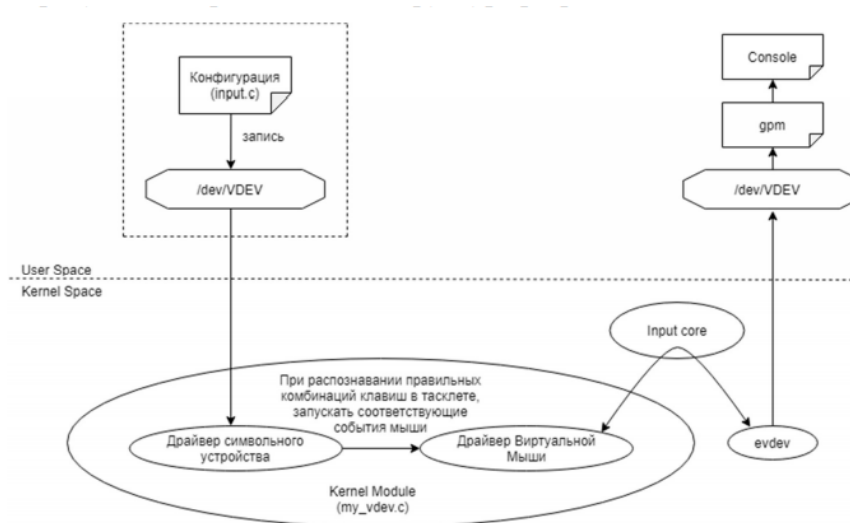 Конфигурация
(input.c)
запись
/dev/VDEV
Console
gpm
/dev/VDEV
User Space
Kernel Space
Input core
При распознавании правильных
комбинаций клавиш в тасклете,
запускать соответствующие
события мыши
Драйвер символьного
устройства
Драйвер Виртуальной
Мыши
evdev
Kernel Module
(my_vdev.c)